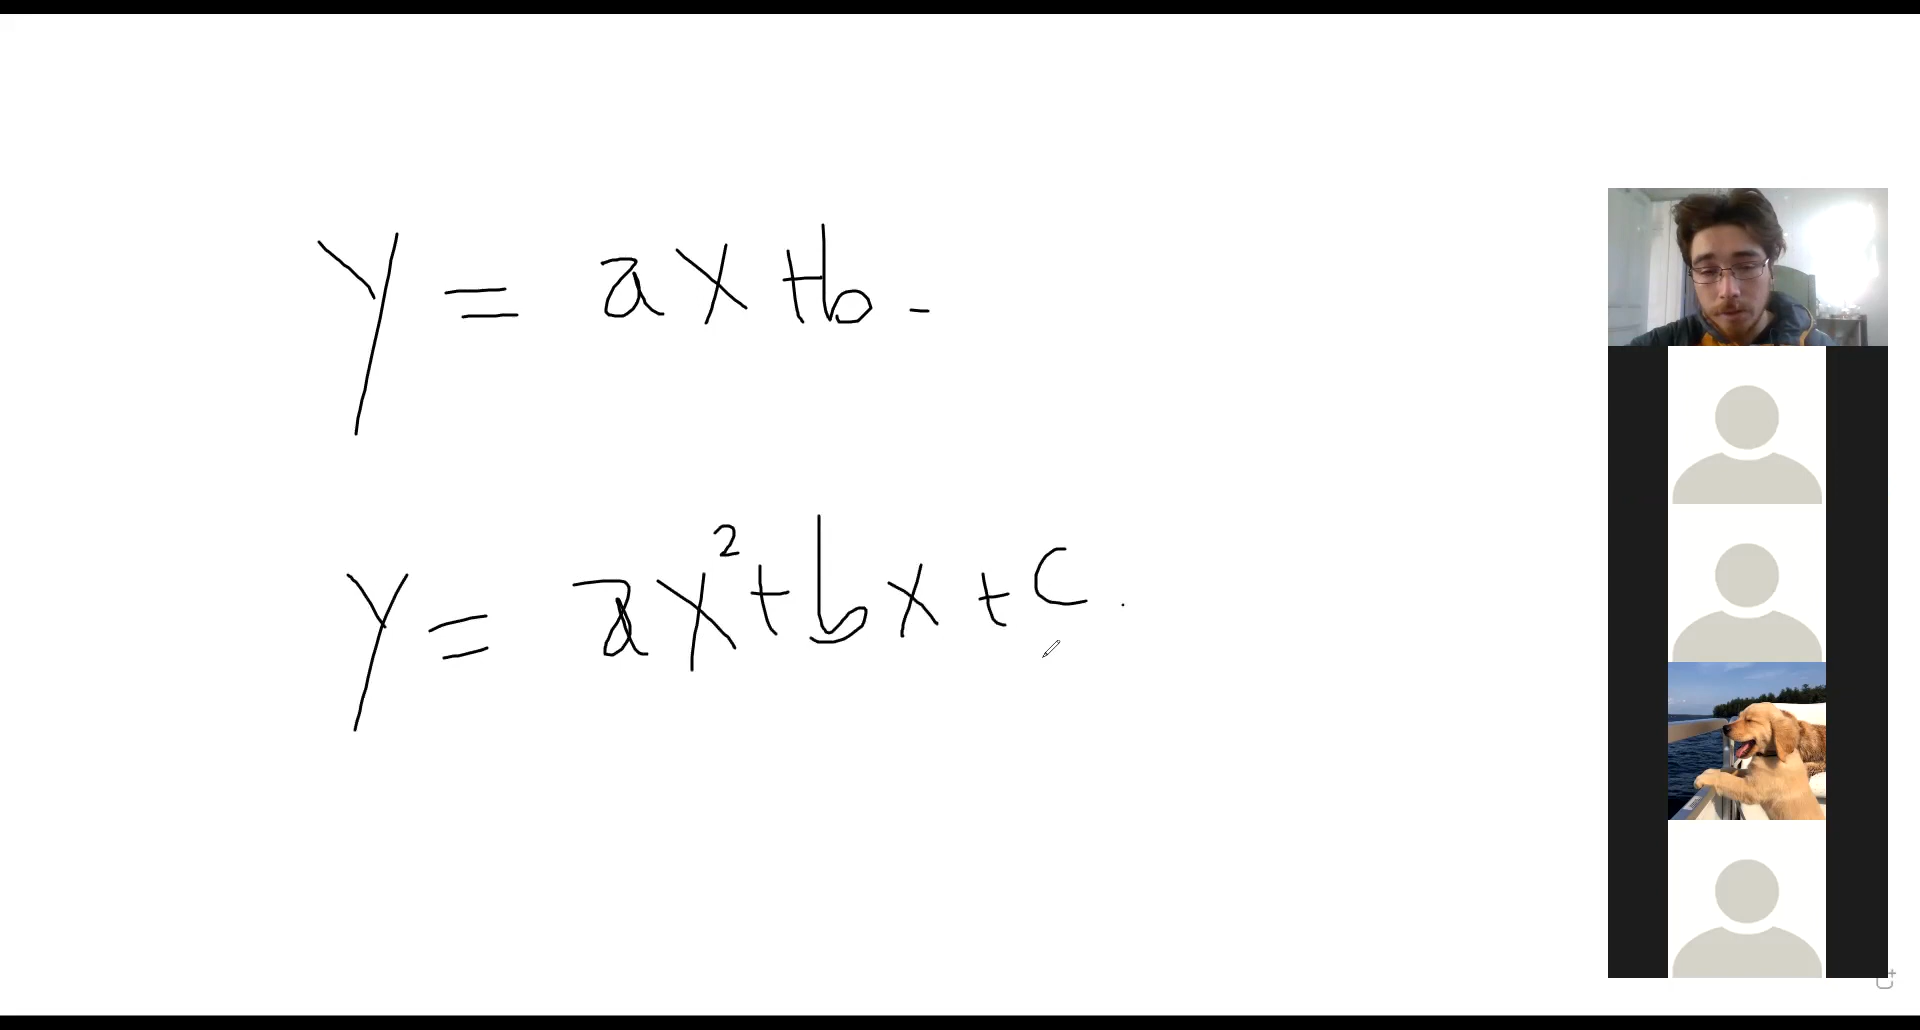 y = ax+b.
y = ax²+bx+c.